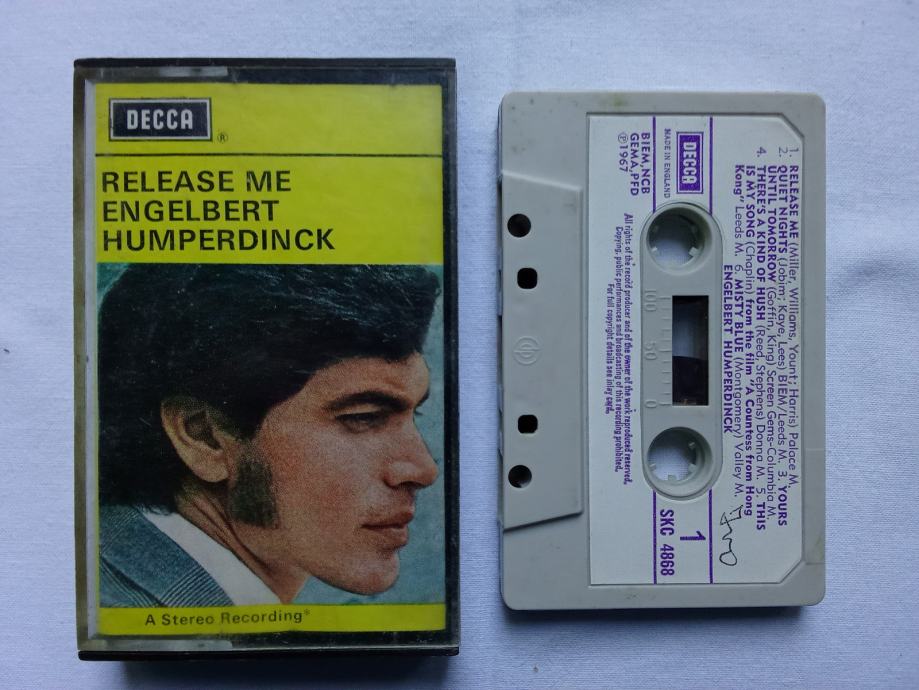 DECCA
®
RELEASE ME
ENGELBERT
HUMPERDINCK
A Stereo Recording*
1. RELEASE ME (Miller, Williams, Yount; Harris) Palace M.
2. QUIET NIGHTS (Jobim; Kaye, Lees) BIEM/Leeds M. 3. YOURS
UNTIL TOMORROW (Goffin, King) Screen Gems-Columbia M.
4. THERE'S A KIND OF HUSH (Reed, Stephens) Donna M. 5. THIS
IS MY SONG (Chaplin) from the film "A Countess from Hong
Kong" Leeds M. 6. MISTY BLUE (Montgomery) Valley M.
ENGELBERT HUMPERDINCK
DECCA
MADE IN ENGLAND
BIEM,NCB
GEMA,PFD
℗1967
100 50 0
1
SKC 4868
All rights of the record producer and of the owner of the work reproduced reserved.
Copying, public performances and broadcasting of this recording prohibited.
For full copyright details see inlay card.